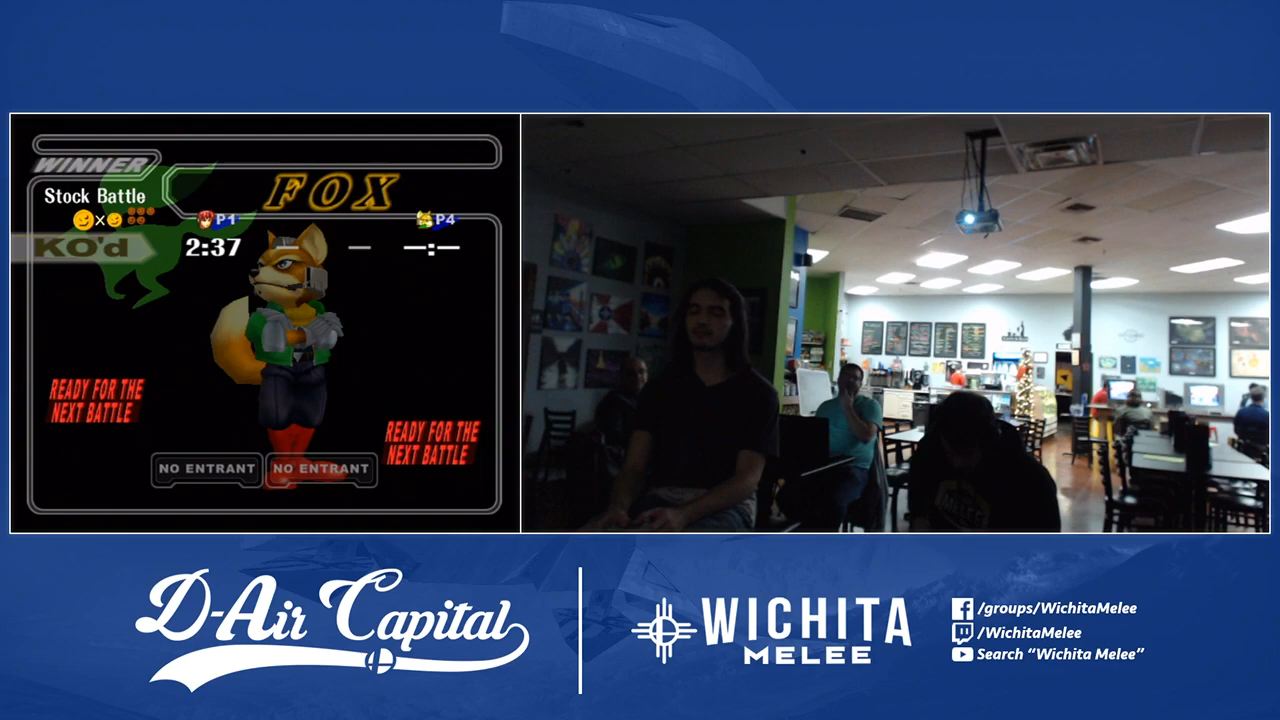 WINNER
FOX
Stock Battle
P1
P4
KO'd
2:37
READY FOR THE
NEXT BATTLE
READY FOR THE
NEXT BATTLE
NO ENTRANT
NO ENTRANT
MELEE
D-Air Capital
WICHITA
MELEE
/groups/WichitaMelee
/WichitaMelee
Search “Wichita Melee”